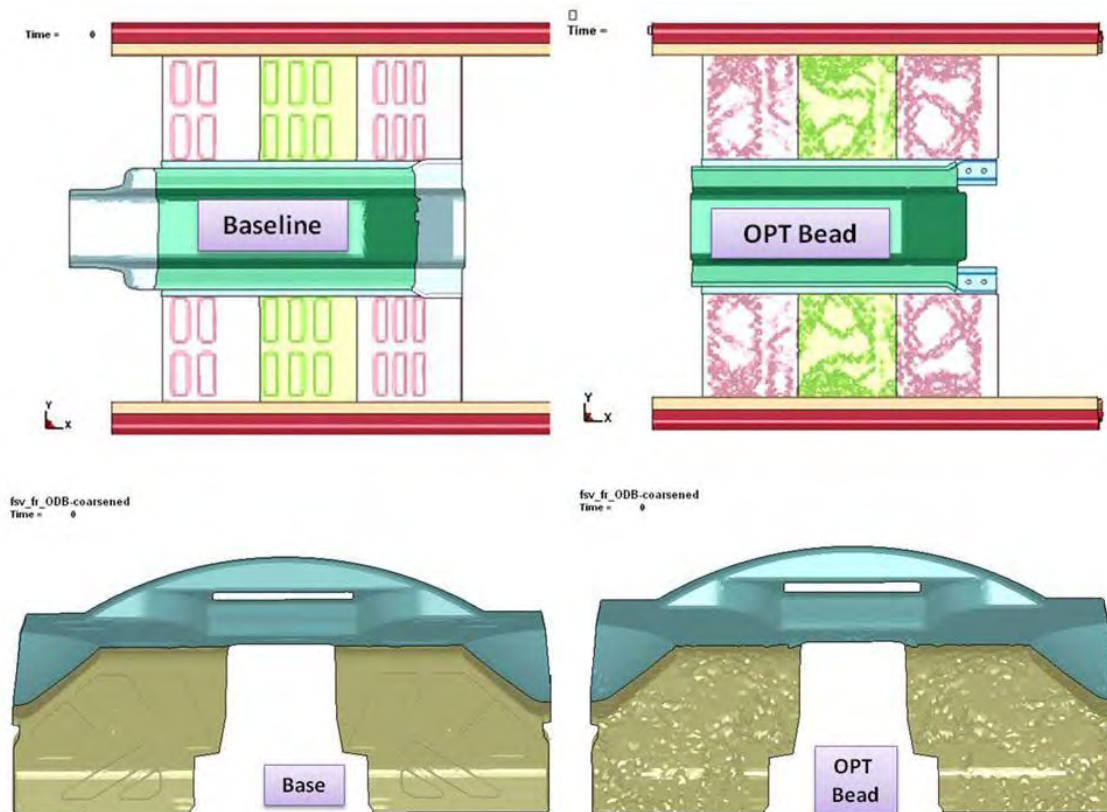 Time = 0
Time =
Baseline
OPT Bead
Y
X
Y
X
fsv_fr_ODB-coarsened
Time = 0
fsv_fr_ODB-coarsened
Time = 0
Base
OPT
Bead